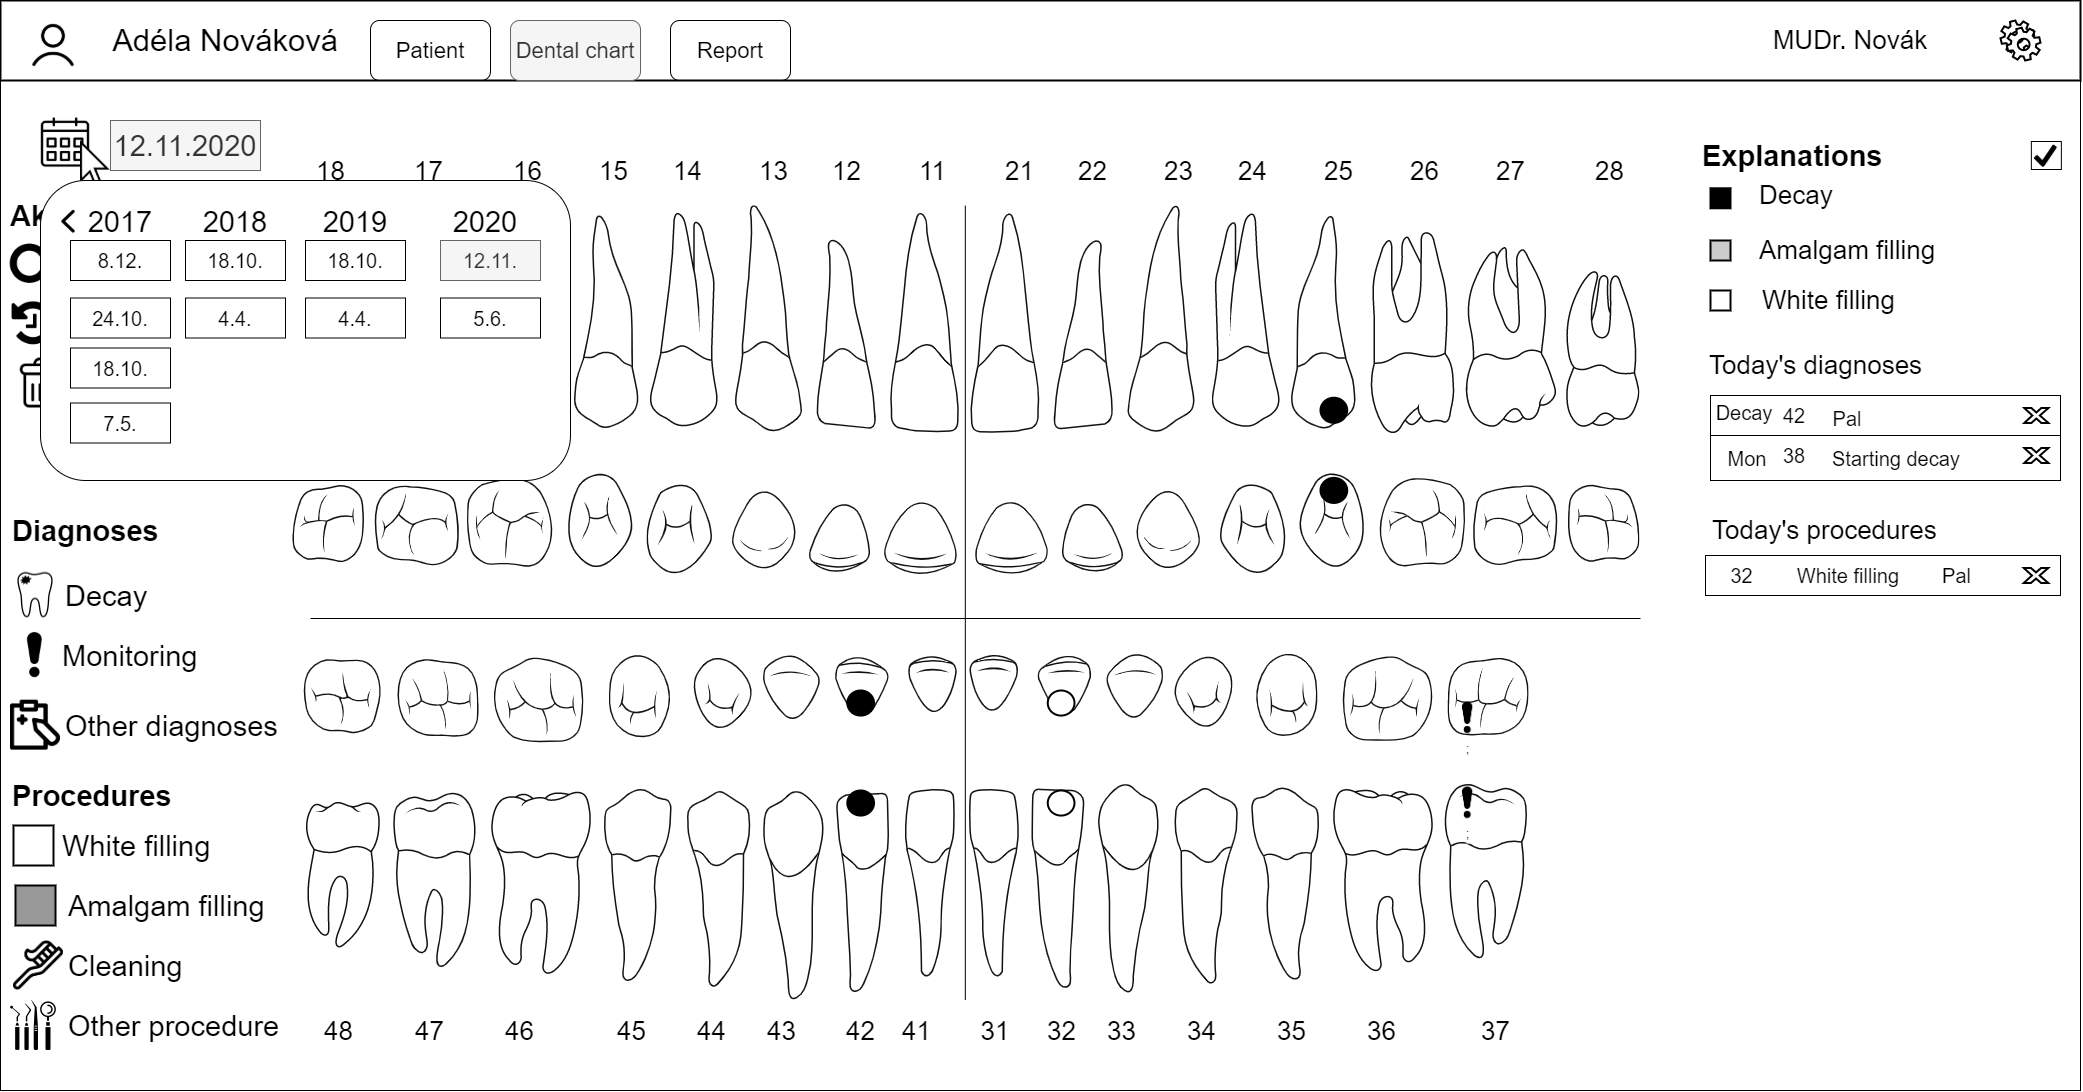 Adéla Nováková
Patient
Dental chart
Report
MUDr. Novák
12.11.2020
18 17 16 15 14 13 12 11 21 22 23 24 25 26 27 28
Ak
2017 2018 2019 2020
8.12. 18.10. 18.10. 12.11.
24.10. 4.4. 4.4. 5.6.
18.10.
7.5.
Diagnoses
Decay
Monitoring
Other diagnoses
Procedures
White filling
Amalgam filling
Cleaning
Other procedure
48 47 46 45 44 43 42 41 31 32 33 34 35 36 37
Explanations
Decay
Amalgam filling
White filling
Today's diagnoses
Decay 42 Pal
Mon 38 Starting decay
Today's procedures
32 White filling Pal